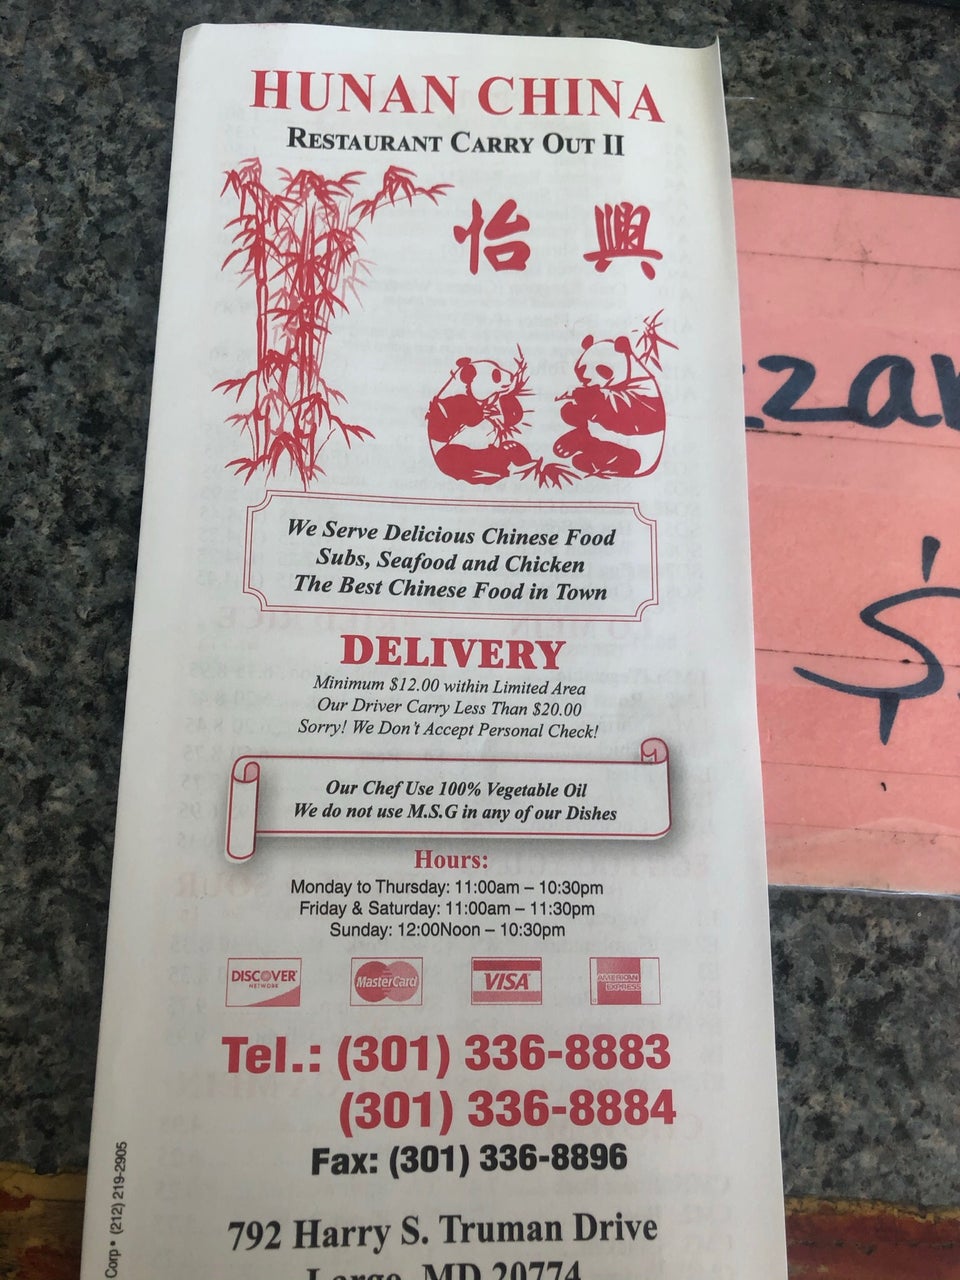 HUNAN CHINA
RESTAURANT CARRY OUT II
怡 興
We Serve Delicious Chinese Food
Subs, Seafood and Chicken
The Best Chinese Food in Town
DELIVERY
Minimum $12.00 within Limited Area
Our Driver Carry Less Than $20.00
Sorry! We Don't Accept Personal Check!
Our Chef Use 100% Vegetable Oil
We do not use M.S.G in any of our Dishes
Hours:
Monday to Thursday: 11:00am – 10:30pm
Friday & Saturday: 11:00am – 11:30pm
Sunday: 12:00Noon – 10:30pm
DISCOVER NETWORK MasterCard VISA AMERICAN EXPRESS
Tel.: (301) 336-8883
(301) 336-8884
Fax: (301) 336-8896
792 Harry S. Truman Drive
Largo, MD 20774
Corp • (212) 219-2905
$